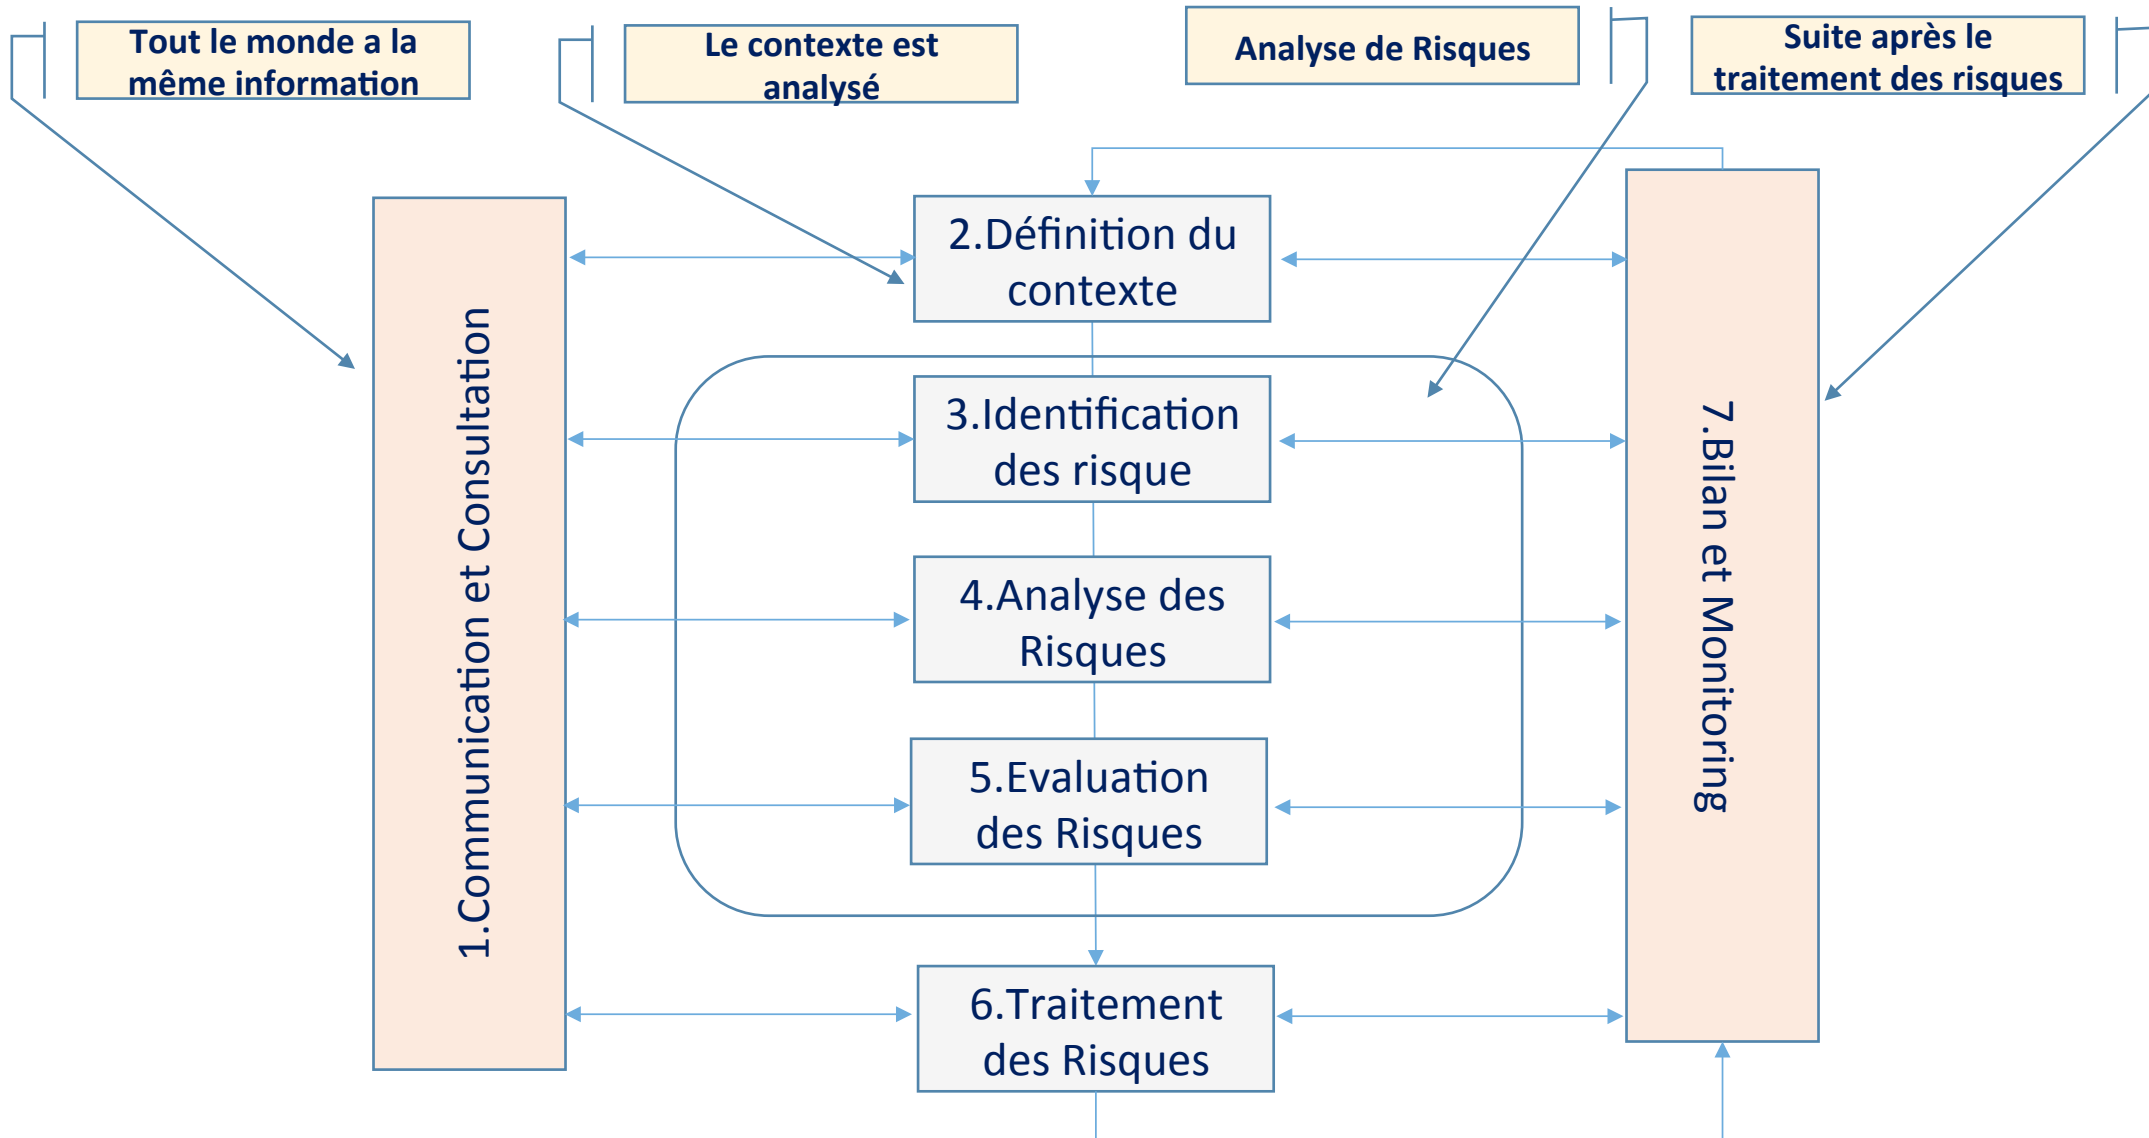 Tout le monde a la
même information
Le contexte est
analysé
Analyse de Risques
Suite après le
traitement des risques
1.Communication et Consultation
2.Définition du
contexte
3.Identification
des risque
4.Analyse des
Risques
5.Evaluation
des Risques
6.Traitement
des Risques
7.Bilan et Monitoring